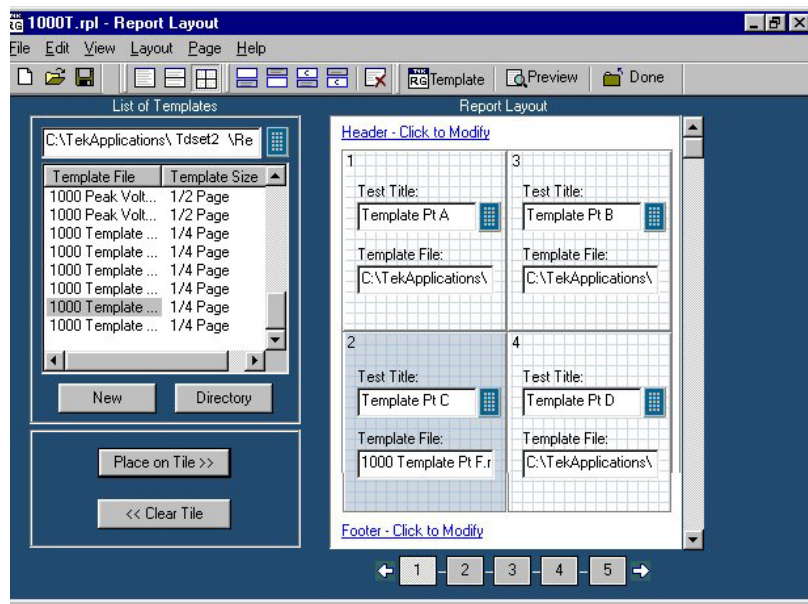 1000T.rpl - Report Layout
File Edit View Layout Page Help
RG Template Preview Done
List of Templates
C:\TekApplications\ Tdset2 \Re
Template File Template Size
1000 Peak Volt... 1/2 Page
1000 Peak Volt... 1/2 Page
1000 Template ... 1/4 Page
1000 Template ... 1/4 Page
1000 Template ... 1/4 Page
1000 Template ... 1/4 Page
1000 Template ... 1/4 Page
1000 Template ... 1/4 Page
New Directory
Place on Tile >>
<< Clear Tile
Report Layout
Header - Click to Modify
1
Test Title:
Template Pt A
Template File:
C:\TekApplications\
3
Test Title:
Template Pt B
Template File:
C:\TekApplications\
2
Test Title:
Template Pt C
Template File:
1000 Template Pt F.r
4
Test Title:
Template Pt D
Template File:
C:\TekApplications\
Footer - Click to Modify
1 - 2 - 3 - 4 - 5